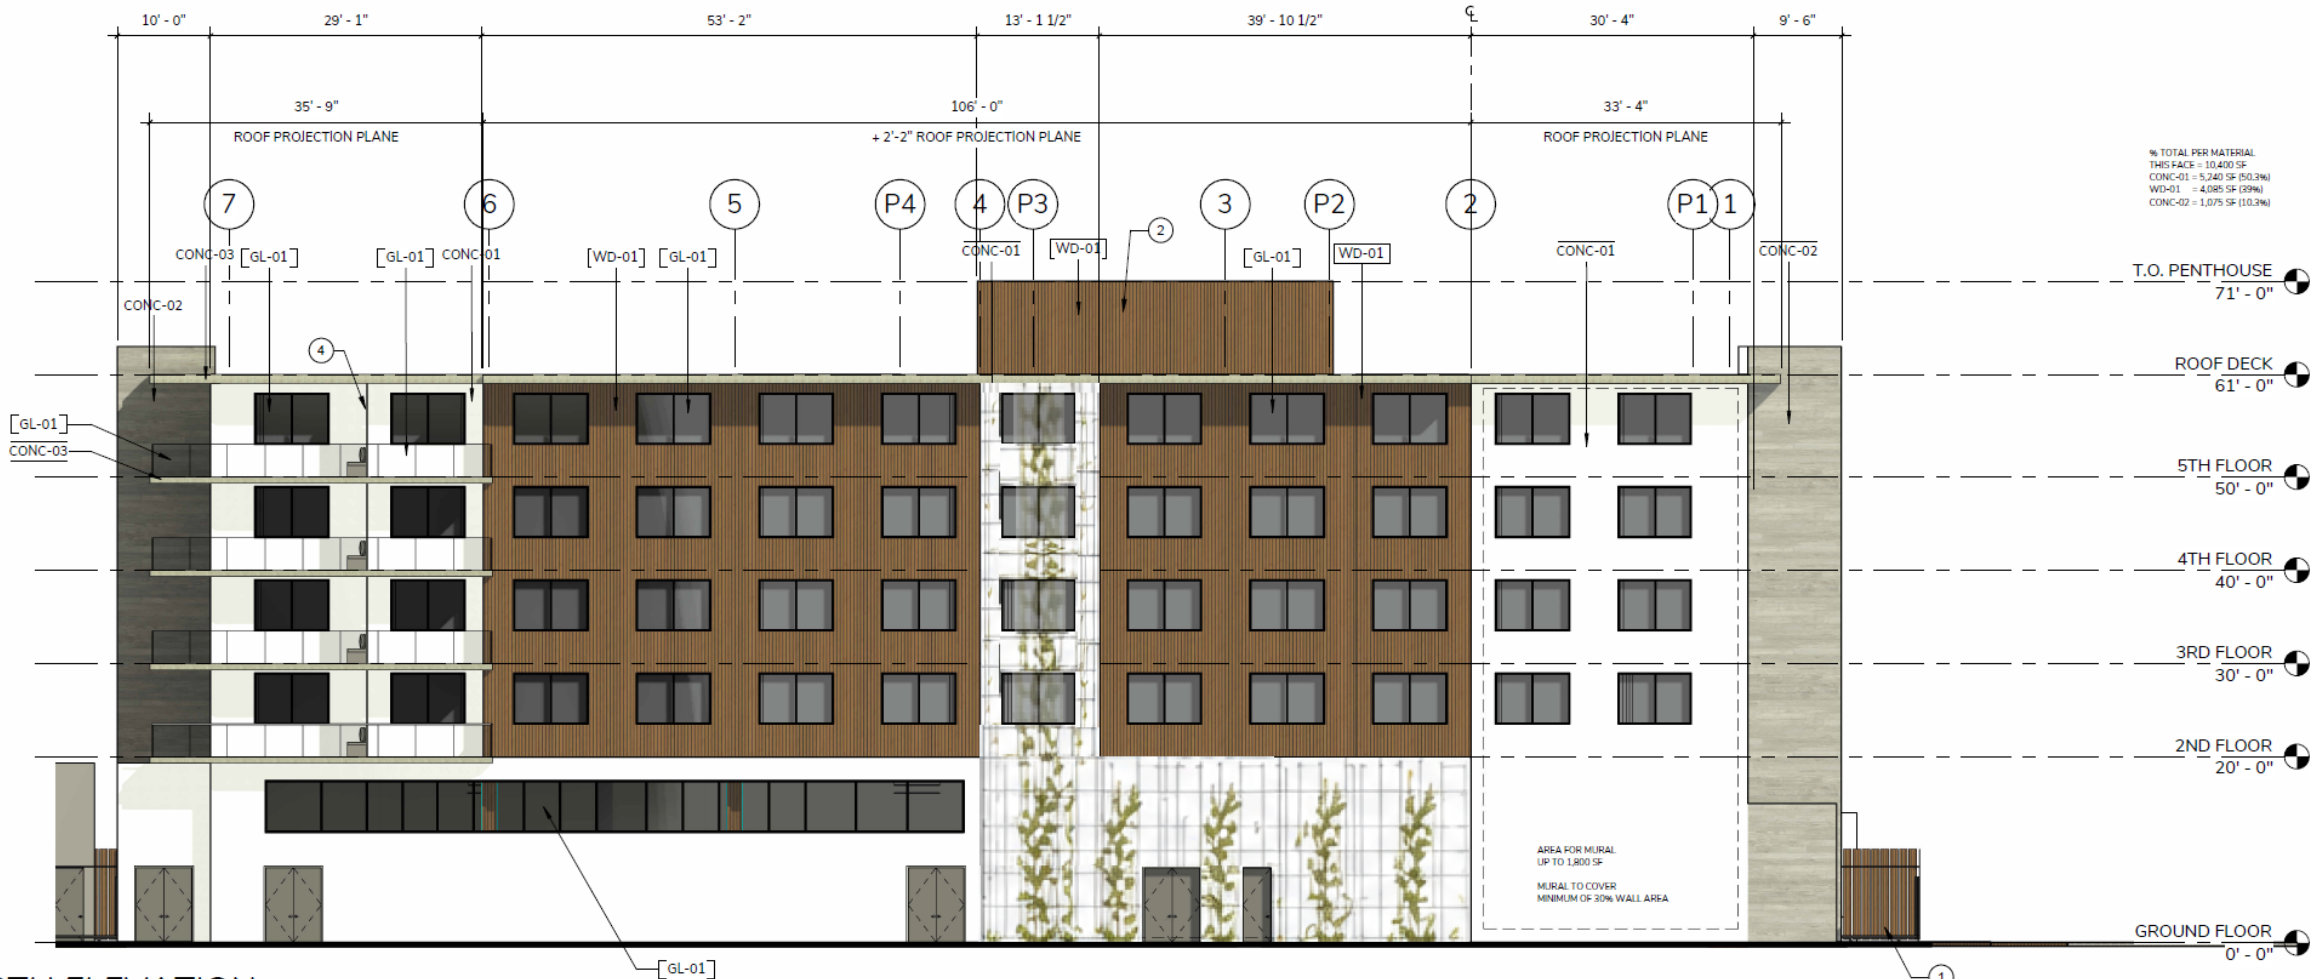 10' - 0" 29' - 1" 53' - 2" 13' - 1 1/2" 39' - 10 1/2" ℄ 30' - 4" 9' - 6"
35' - 9" 106' - 0" 33' - 4"
ROOF PROJECTION PLANE + 2'-2" ROOF PROJECTION PLANE ROOF PROJECTION PLANE
% TOTAL PER MATERIAL
THIS FACE = 10,400 SF
CONC-01 = 5,240 SF (50.3%)
WD-01 = 4,085 SF (39%)
CONC-02 = 1,075 SF (10.3%)
7 6 5 P4 4 P3 3 P2 2 P1 1
2
CONC-03 [GL-01] [GL-01] CONC-01 [WD-01] [GL-01] CONC-01 WD-01 [GL-01] WD-01 CONC-01 CONC-02
T.O. PENTHOUSE
71' - 0"
CONC-02
4
ROOF DECK
61' - 0"
[GL-01]
CONC-03
5TH FLOOR
50' - 0"
4TH FLOOR
40' - 0"
3RD FLOOR
30' - 0"
2ND FLOOR
20' - 0"
AREA FOR MURAL
UP TO 1,800 SF
MURAL TO COVER
MINIMUM OF 30% WALL AREA
GROUND FLOOR
0' - 0"
[GL-01]
1
ELEVATION